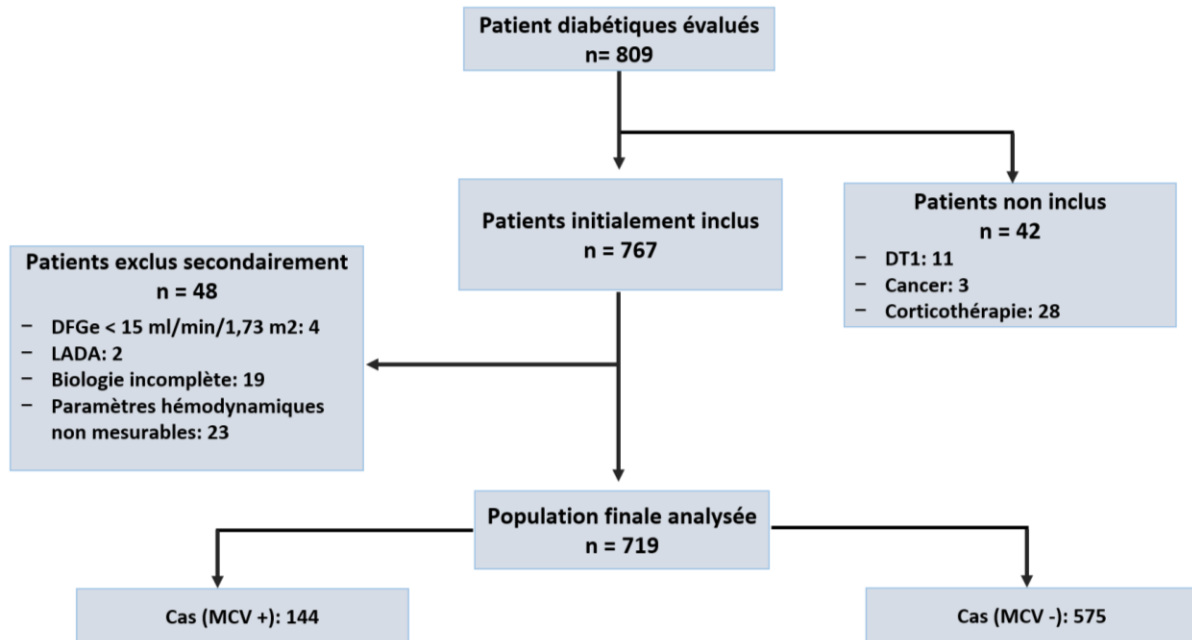 Patient diabétiques évalués
n= 809
Patients initialement inclus
n = 767
Patients non inclus
n = 42
– DT1: 11
– Cancer: 3
– Corticothérapie: 28
Patients exclus secondairement
n = 48
– DFGe < 15 ml/min/1,73 m2: 4
– LADA: 2
– Biologie incomplète: 19
– Paramètres hémodynamiques
non mesurables: 23
Population finale analysée
n = 719
Cas (MCV +): 144
Cas (MCV -): 575